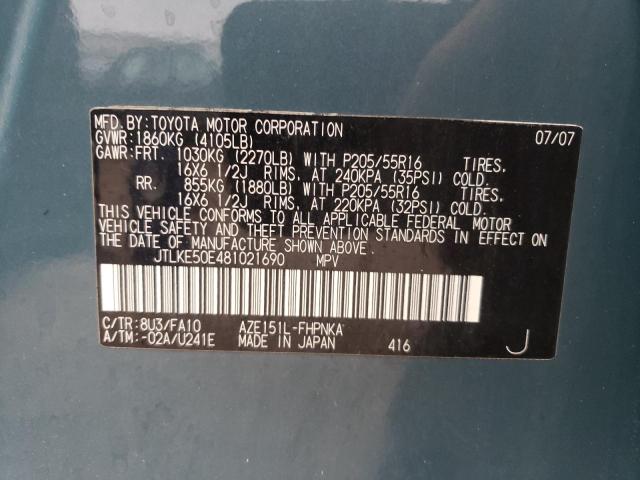 MFD. BY: TOYOTA MOTOR CORPORATION 07/07
GVWR: 1860KG (4105LB)
GAWR: FRT. 1030KG (2270LB) WITH P205/55R16 TIRES,
16X6 1/2J RIMS, AT 240KPA (35PSI) COLD.
RR. 855KG (1880LB) WITH P205/55R16 TIRES,
16X6 1/2J RIMS, AT 220KPA (32PSI) COLD.
THIS VEHICLE CONFORMS TO ALL APPLICABLE FEDERAL MOTOR
VEHICLE SAFETY AND THEFT PREVENTION STANDARDS IN EFFECT ON
THE DATE OF MANUFACTURE SHOWN ABOVE.
JTLKE50E481021690 MPV
C/TR: 8U3/FA10 AZE151L-FHPNKA
A/TM: -02A/U241E MADE IN JAPAN 416 J